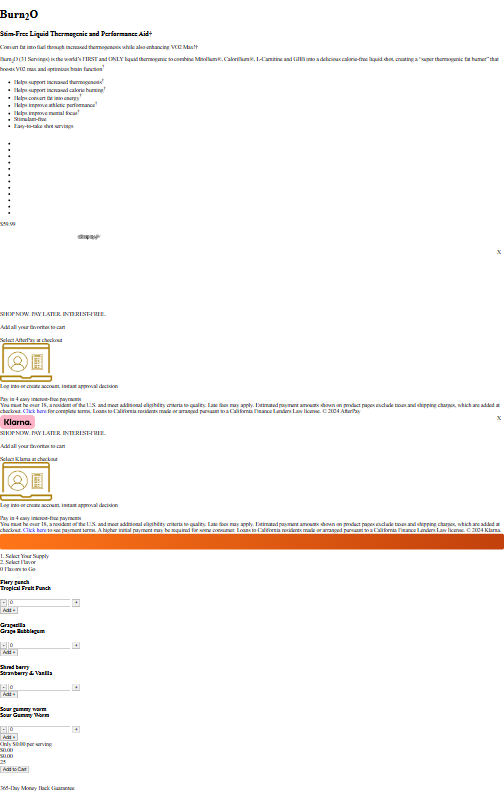 Burn2O
Stim-Free Liquid Thermogenic and Performance Aid†
Convert fat into fuel through increased thermogenesis while also enhancing VO2 Max!†
Burn2O (31 Servings) is the world's FIRST and ONLY liquid thermogenic to combine MitoBurn®, CaloriBurn®, L-Carnitine and GBB into a delicious calorie-free liquid shot, creating a "super thermogenic fat burner" that
boosts VO2 max and optimizes brain function†
Helps support increased thermogenesis†
Helps support increased calorie burning†
Helps convert fat into energy†
Helps improve athletic performance†
Helps improve mental focus†
Stimulant-free
Easy-to-take shot servings
$59.99
X
SHOP NOW. PAY LATER. INTEREST-FREE.
Add all your favorites to cart
Select AfterPay at checkout
Log into or create account, instant approval decision
Pay in 4 easy interest-free payments
You must be over 18, a resident of the U.S. and meet additional eligibility criteria to quality. Late fees may apply. Estimated payment amounts shown on product pages exclude taxes and shipping charges, which are added at
checkout. Click here for complete terms. Loans to California residents made or arranged pursuant to a California Finance Lenders Law license. © 2024 AfterPay
Klarna.
X
SHOP NOW. PAY LATER. INTEREST-FREE.
Add all your favorites to cart
Select Klarna at checkout
Log into or create account, instant approval decision
Pay in 4 easy interest-free payments
You must be over 18, a resident of the U.S. and meet additional eligibility criteria to quality. Late fees may apply. Estimated payment amounts shown on product pages exclude taxes and shipping charges, which are added at
checkout. Click here to see payment terms. A higher initial payment may be required for some consumer. Loans to California residents made or arranged pursuant to a California Finance Lenders Law license. © 2024 Klarna.
1. Select Your Supply
2. Select Flavor
0 Flavors to Go
Fiery punch
Tropical Fruit Punch
- 0 +
Add +
Grapezilla
Grape Bubblegum
- 0 +
Add +
Shred berry
Strawberry & Vanilla
- 0 +
Add +
Sour gummy worm
Sour Gummy Worm
- 0 +
Add +
Only $0.00 per serving
$0.00
$0.00
25
Add to Cart
365-Day Money Back Guarantee